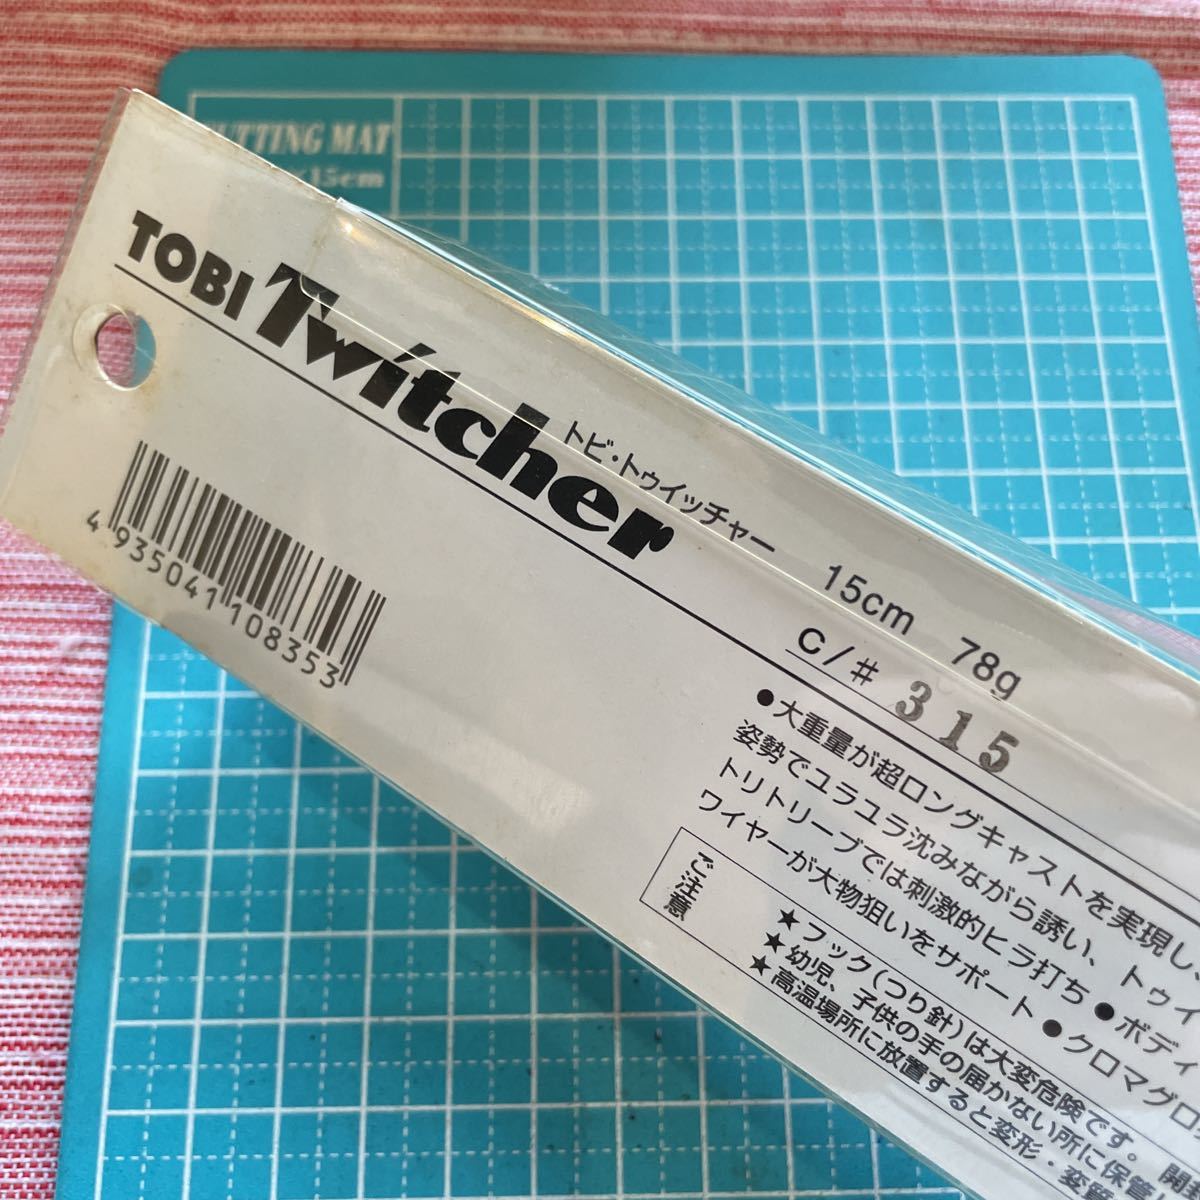 CUTTING MAT
15cm
TOBI Twitcher
トビ・トゥイッチャー
15cm 78g
C/# 315
4 935041 108353
●大重量が超ロングキャストを実現し、
姿勢でユラユラ沈みながら誘い、トゥイ
トリトリーブでは刺激的ヒラ打ち●ボディ
ワイヤーが大物狙いをサポート●クロマグロ
ご注意
★フック(つり針)は大変危険です。開
★幼児、子供の手の届かない所に保管
★高温場所に放置すると変形・変